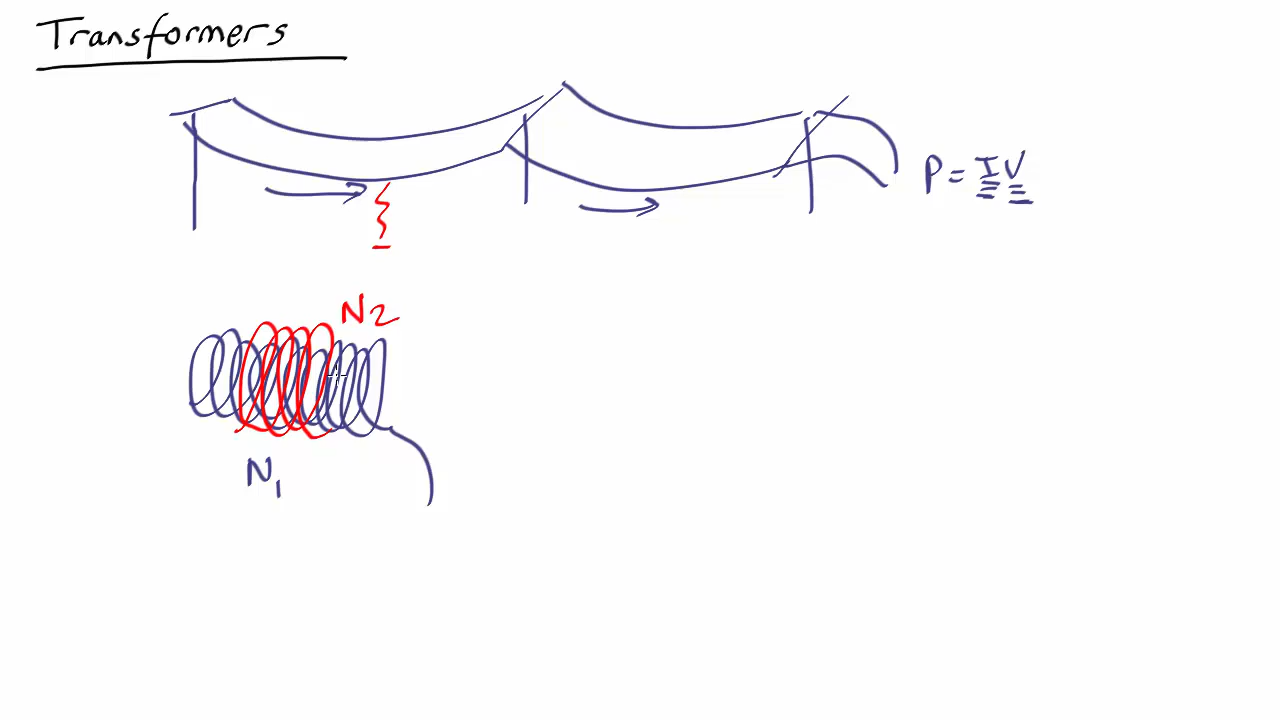 Transformers
P = IV
N2
N1